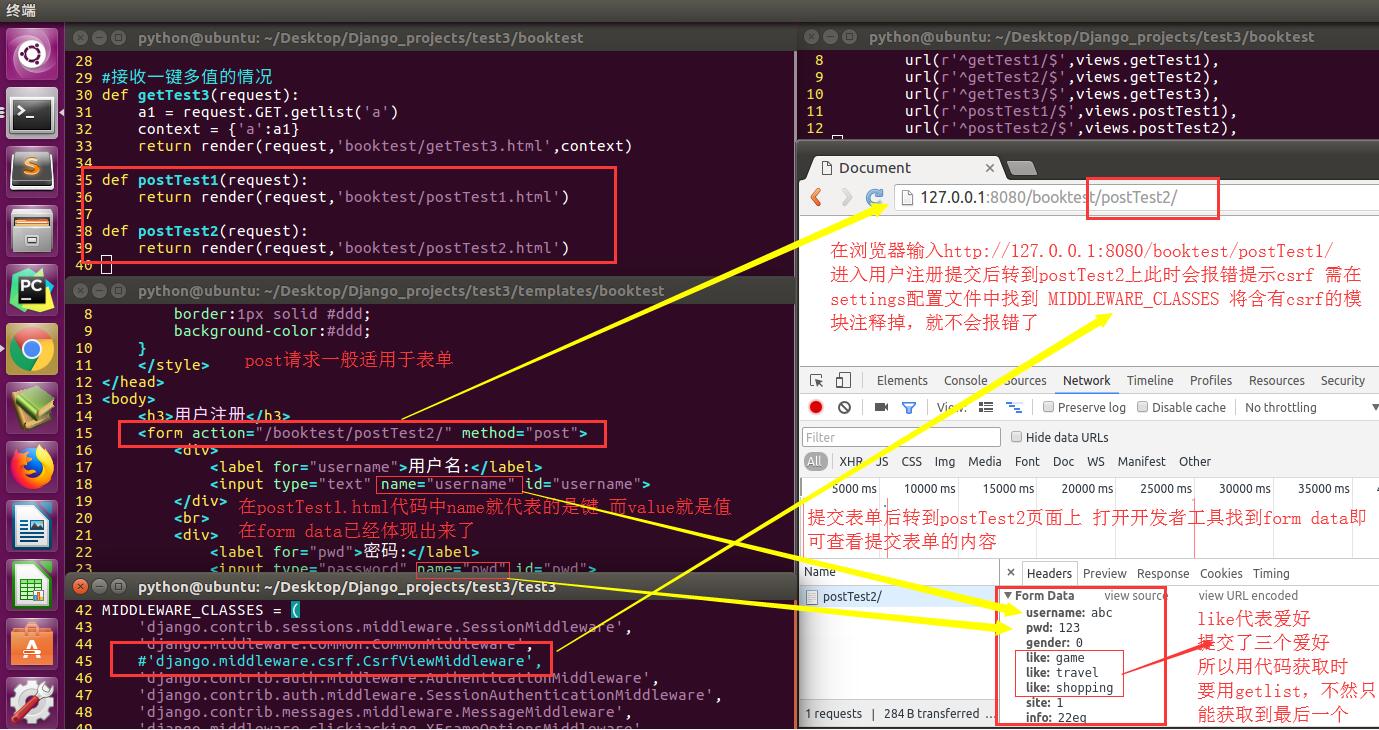 终端
python@ubuntu: ~/Desktop/Django_projects/test3/booktest
28
29 #接收一键多值的情况
30 def getTest3(request):
31     a1 = request.GET.getlist('a')
32     context = {'a':a1}
33     return render(request,'booktest/getTest3.html',context)
34
35 def postTest1(request):
36     return render(request,'booktest/postTest1.html')
37
38 def postTest2(request):
39     return render(request,'booktest/postTest2.html')
40
python@ubuntu: ~/Desktop/Django_projects/test3/templates/booktest
8         border:1px solid #ddd;
9         background-color:#ddd;
10     }
11     </style>
post请求一般适用于表单
12 </head>
13 <body>
14     <h3>用户注册</h3>
15     <form action="/booktest/postTest2/" method="post">
16         <div>
17             <label for="username">用户名:</label>
18             <input type="text" name="username" id="username">
19         </div>
在postTest1.html代码中name就代表的是键 而value就是值
20         <br>
在form data已经体现出来了
21         <div>
22             <label for="pwd">密码:</label>
23             <input type="password" name="pwd" id="pwd">
python@ubuntu: ~/Desktop/Django_projects/test3/test3
42 MIDDLEWARE_CLASSES = (
43     'django.contrib.sessions.middleware.SessionMiddleware',
44     'django.middleware.common.CommonMiddleware',
45     #'django.middleware.csrf.CsrfViewMiddleware',
46     'django.contrib.auth.middleware.AuthenticationMiddleware',
47     'django.contrib.auth.middleware.SessionAuthenticationMiddleware',
48     'django.contrib.messages.middleware.MessageMiddleware',
49     'django.middleware.clickjacking.XFrameOptionsMiddleware',
python@ubuntu: ~/Desktop/Django_projects/test3/booktest
8     url(r'^getTest1/$',views.getTest1),
9     url(r'^getTest2/$',views.getTest2),
10     url(r'^getTest3/$',views.getTest3),
11     url(r'^postTest1/$',views.postTest1),
12     url(r'^postTest2/$',views.postTest2),
Document
127.0.0.1:8080/booktest/postTest2/
在浏览器输入http://127.0.0.1:8080/booktest/postTest1/
进入用户注册提交后转到postTest2上此时会报错提示csrf 需在
settings配置文件中找到 MIDDLEWARE_CLASSES 将含有csrf的模
块注释掉，就不会报错了
Elements Console Sources Network Timeline Profiles Resources Security
View: Preserve log Disable cache No throttling
Filter Hide data URLs
All XHR JS CSS Img Media Font Doc WS Manifest Other
5000 ms 10000 ms 15000 ms 20000 ms 25000 ms 30000 ms 35000 ms
提交表单后转到postTest2页面上 打开开发者工具找到form data即
可查看提交表单的内容
Name
postTest2/
1 requests | 284 B transferred ...
Headers Preview Response Cookies Timing
Form Data view source view URL encoded
username: abc
pwd: 123
gender: 0
like: game
like: travel
like: shopping
site: 1
info: 22eg
like代表爱好
提交了三个爱好
所以用代码获取时
要用getlist，不然只
能获取到最后一个
PC
S
A